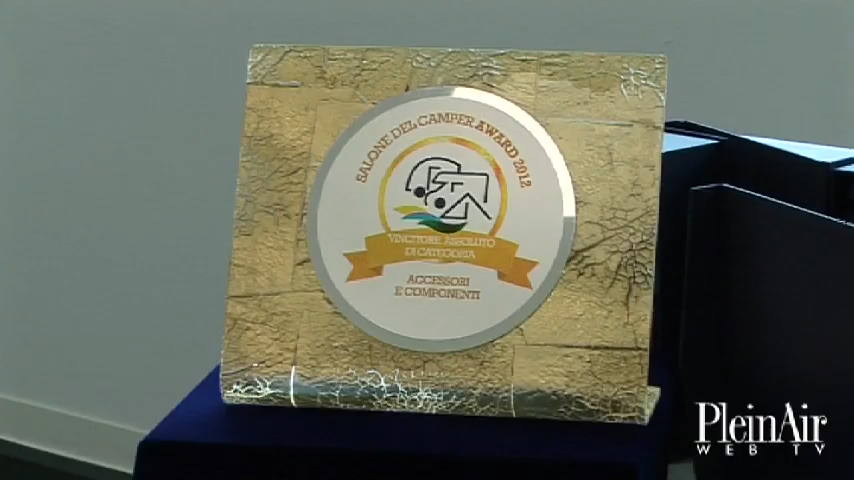 SALONE DEL CAMPER AWARD 2012
VINCITORE ASSOLUTO
DI CATEGORIA
ACCESSORI
E COMPONENTI
PLEINAIR
WEB TV